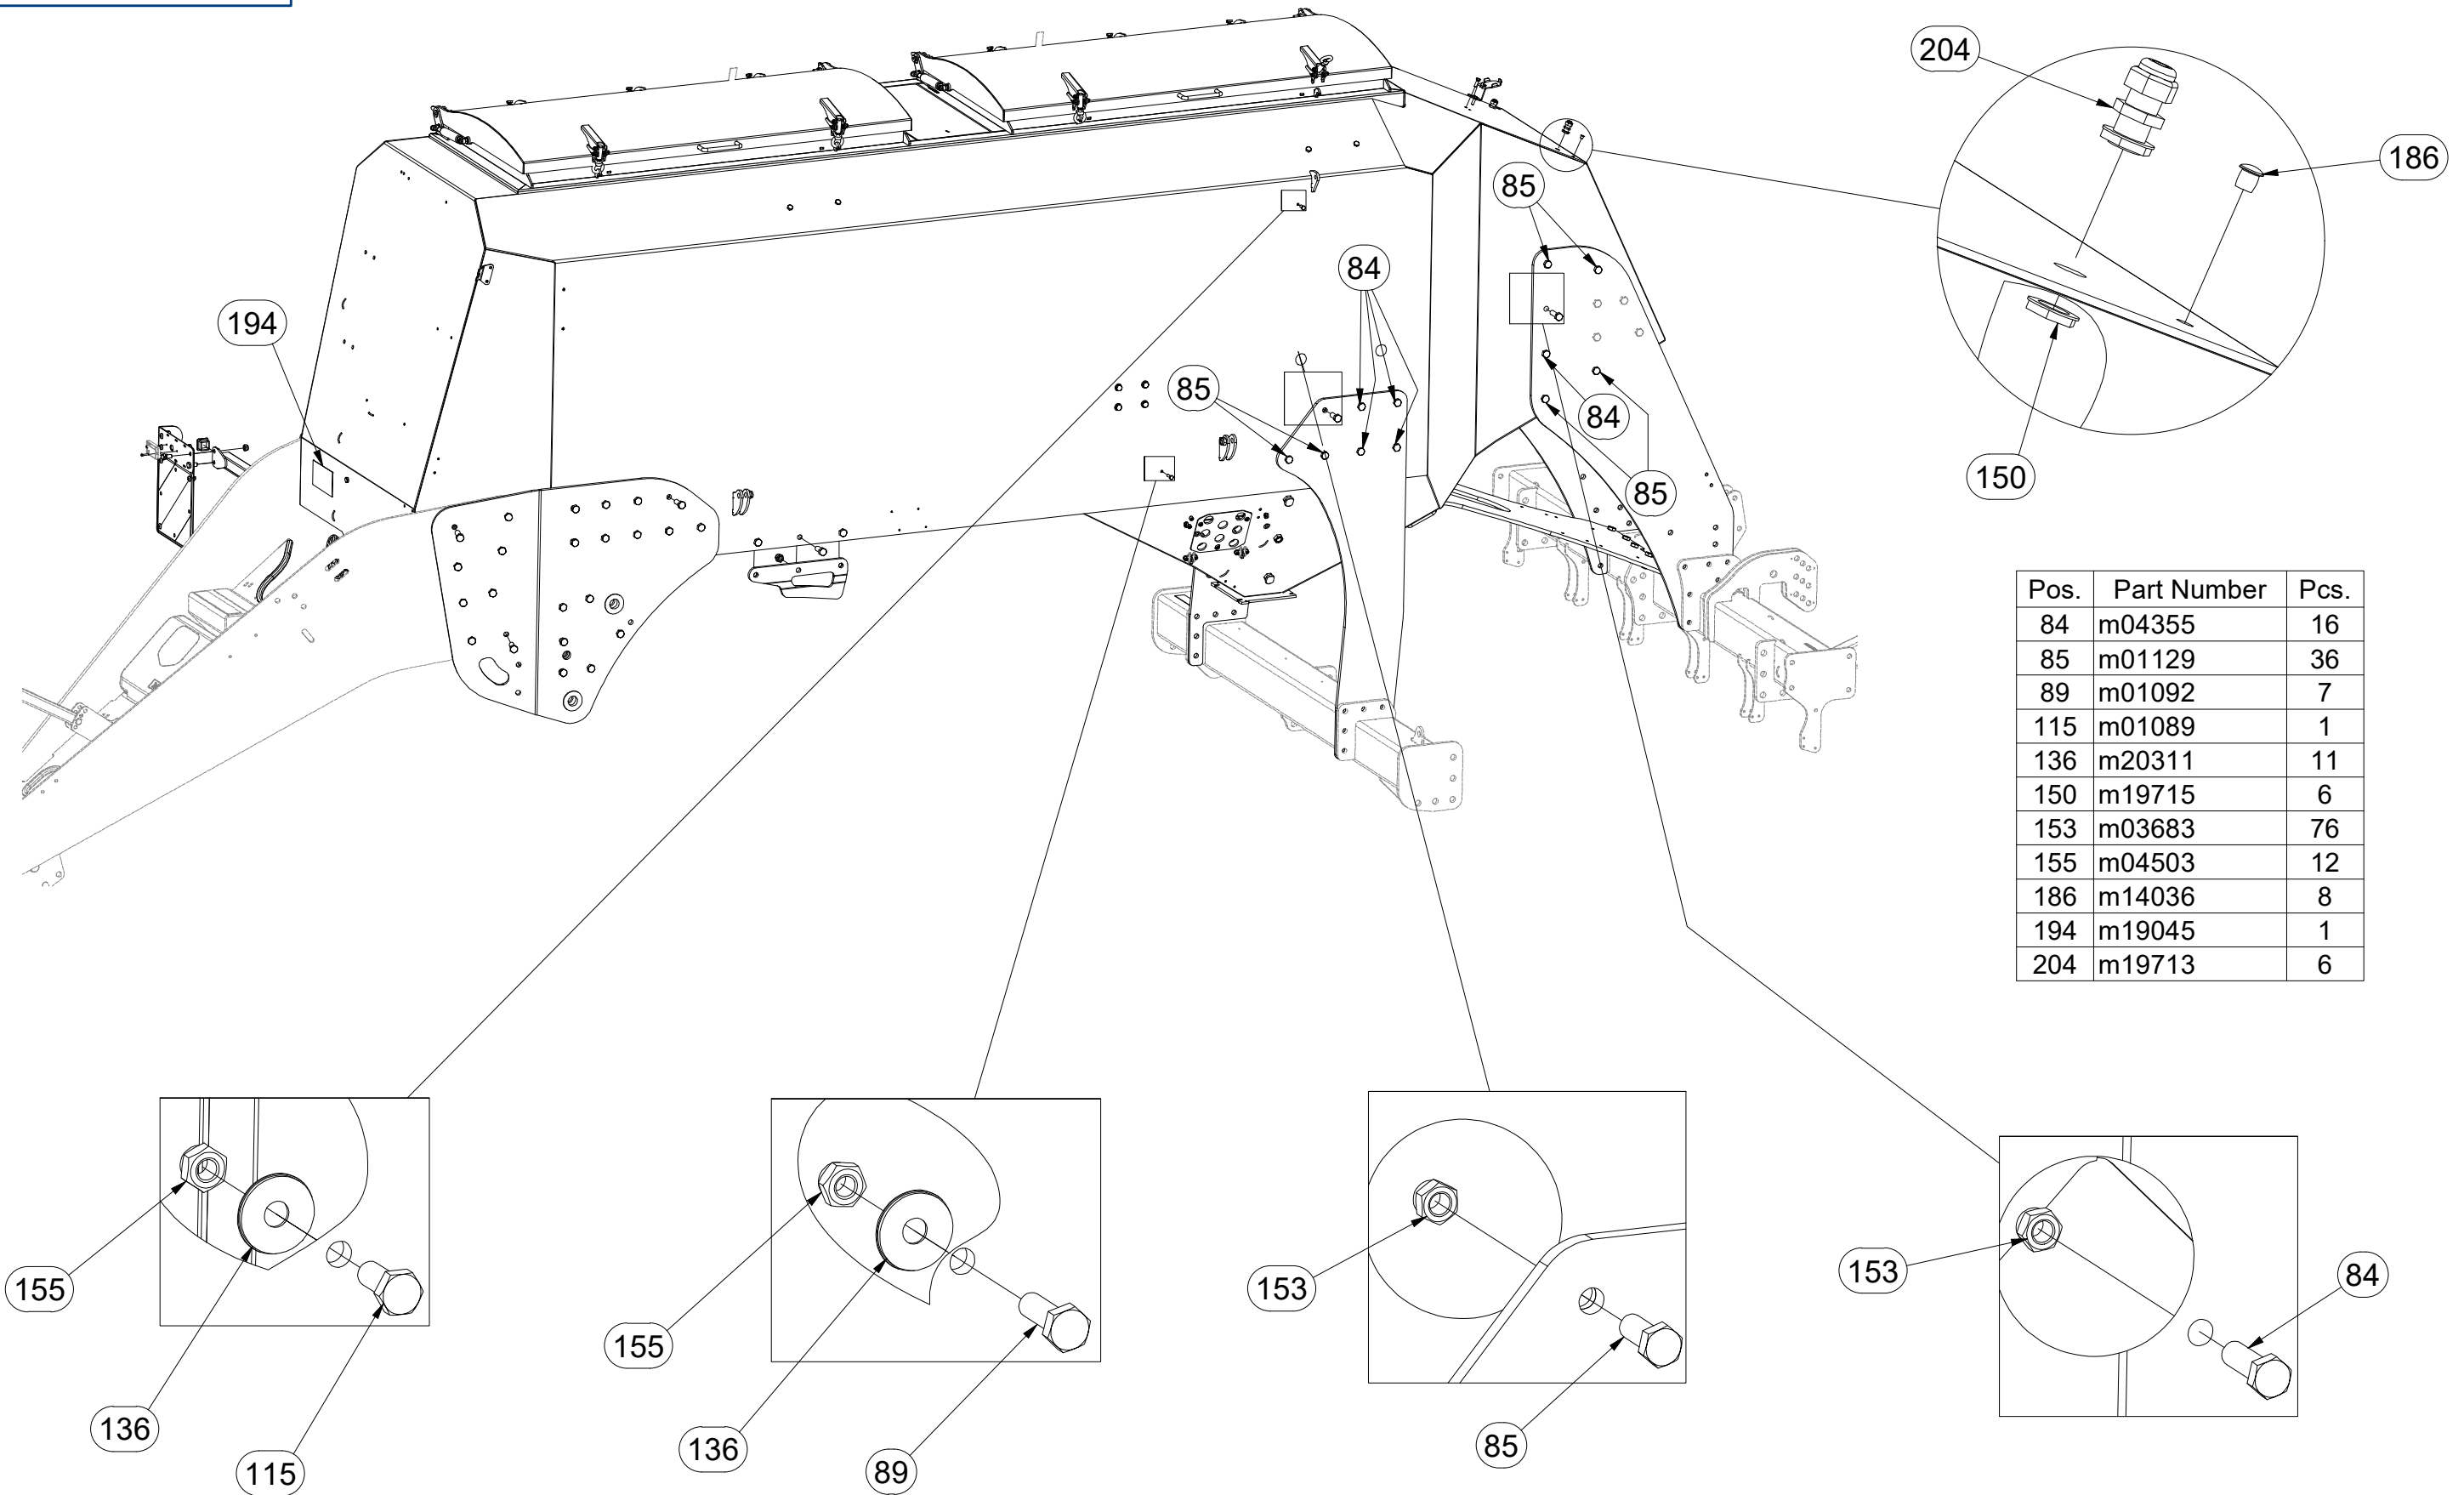 204
186
85
84
194
85
84
150
85
Pos. Part Number Pcs.
84 m04355 16
85 m01129 36
89 m01092 7
115 m01089 1
136 m20311 11
150 m19715 6
153 m03683 76
155 m04503 12
186 m14036 8
194 m19045 1
204 m19713 6
155
136
115
155
136
89
153
85
153
84